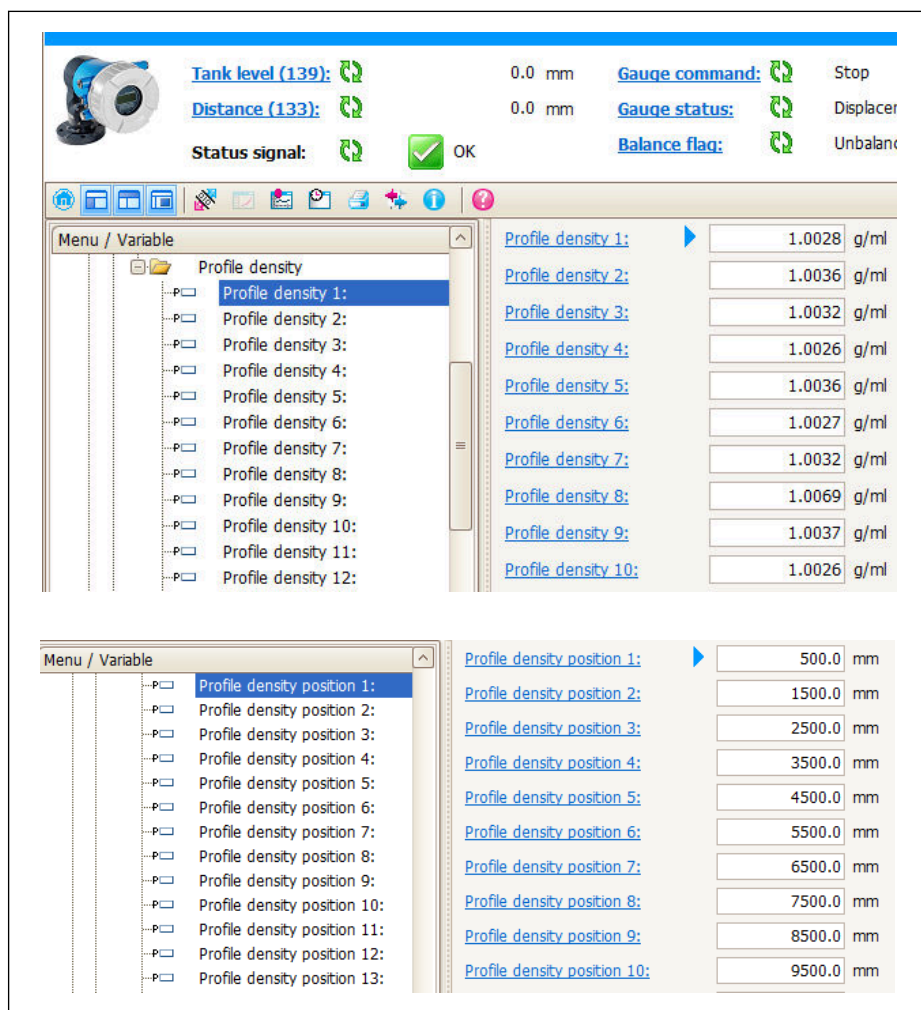 Tank level (139): 0.0 mm Gauge command: Stop
Distance (133): 0.0 mm Gauge status:
Status signal: OK Balance flag:
Menu / Variable
Profile density
Profile density 1:
Profile density 2:
Profile density 3:
Profile density 4:
Profile density 5:
Profile density 6:
Profile density 7:
Profile density 8:
Profile density 9:
Profile density 10:
Profile density 11:
Profile density 12:
Profile density 1: 1.0028 g/ml
Profile density 2: 1.0036 g/ml
Profile density 3: 1.0032 g/ml
Profile density 4: 1.0026 g/ml
Profile density 5: 1.0036 g/ml
Profile density 6: 1.0027 g/ml
Profile density 7: 1.0032 g/ml
Profile density 8: 1.0069 g/ml
Profile density 9: 1.0037 g/ml
Profile density 10: 1.0026 g/ml
Menu / Variable
Profile density position 1:
Profile density position 2:
Profile density position 3:
Profile density position 4:
Profile density position 5:
Profile density position 6:
Profile density position 7:
Profile density position 8:
Profile density position 9:
Profile density position 10:
Profile density position 11:
Profile density position 12:
Profile density position 13:
Profile density position 1: 500.0 mm
Profile density position 2: 1500.0 mm
Profile density position 3: 2500.0 mm
Profile density position 4: 3500.0 mm
Profile density position 5: 4500.0 mm
Profile density position 6: 5500.0 mm
Profile density position 7: 6500.0 mm
Profile density position 8: 7500.0 mm
Profile density position 9: 8500.0 mm
Profile density position 10: 9500.0 mm